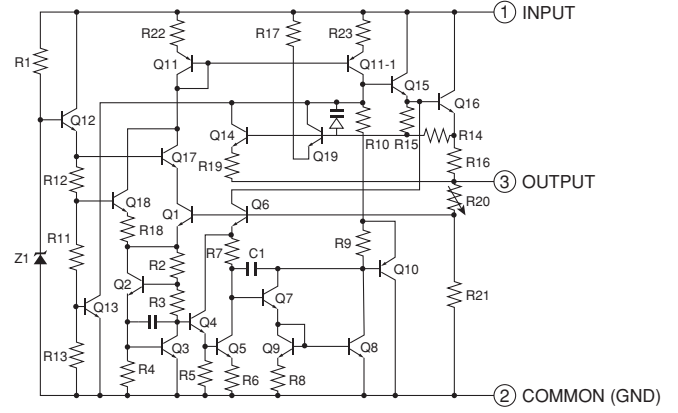 1 INPUT
R22
R17
R23
R1
Q11
Q11-1
Q15
Q16
Q12
Q14
R10
R15
R14
Q17
R19
Q19
R16
R12
3 OUTPUT
Q18
R20
Q1
Q6
R18
R11
R9
Z1
R2
R7
C1
Q10
Q2
R3
Q7
R21
Q13
Q4
R13
Q3
Q5
Q9
Q8
R4
R5
R6
R8
2 COMMON (GND)